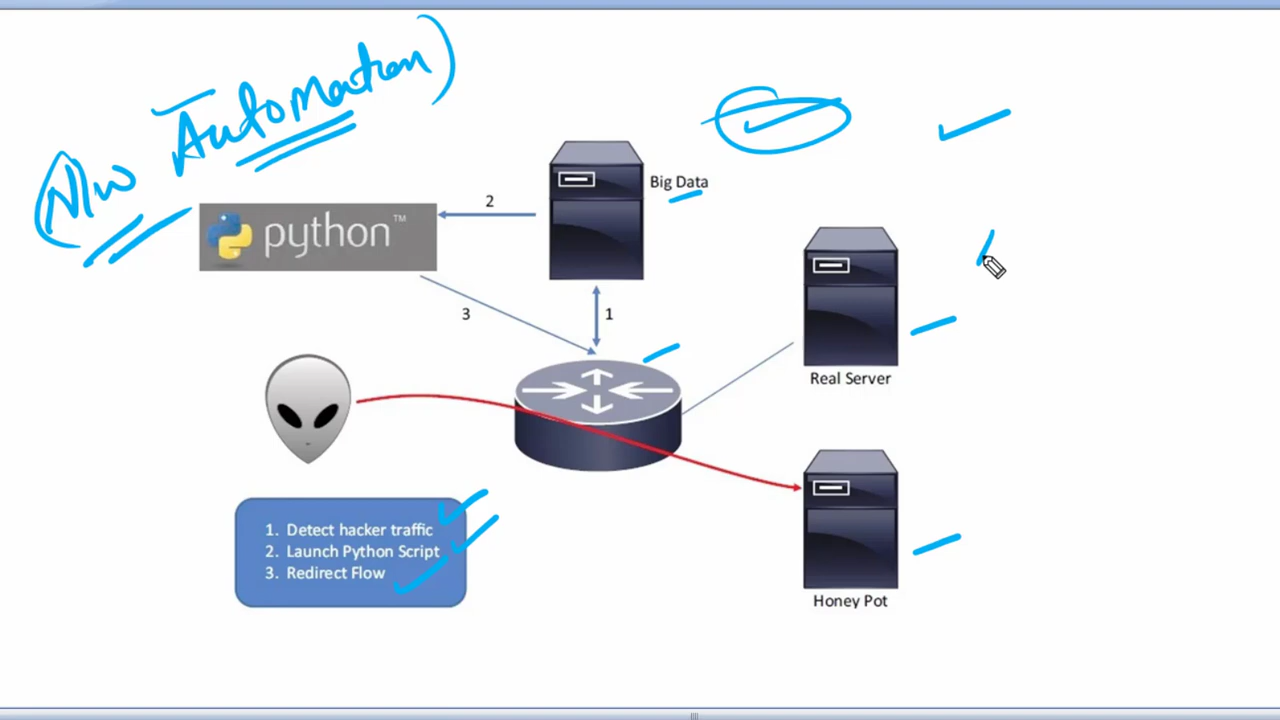 (N/w Automation)
Big Data
2
python™
3
1
Real Server
1. Detect hacker traffic
2. Launch Python Script
3. Redirect Flow
Honey Pot